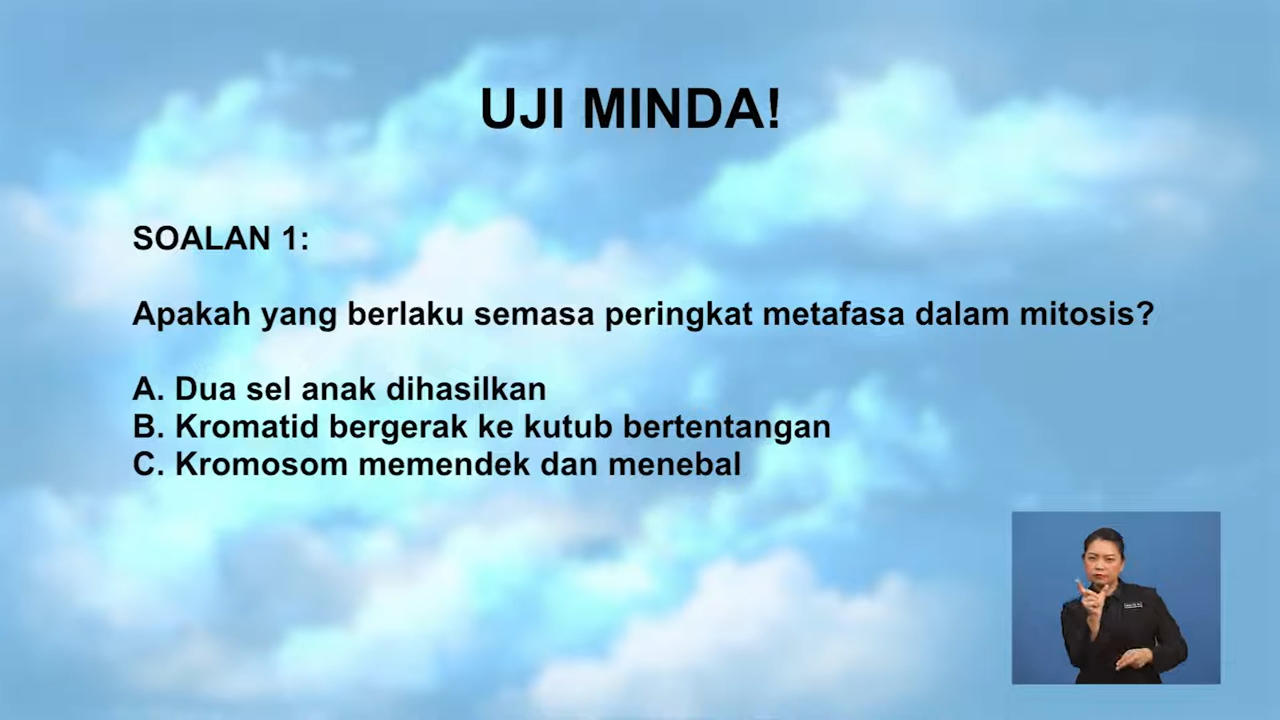 UJI MINDA!
SOALAN 1:
Apakah yang berlaku semasa peringkat metafasa dalam mitosis?
A. Dua sel anak dihasilkan
B. Kromatid bergerak ke kutub bertentangan
C. Kromosom memendek dan menebal